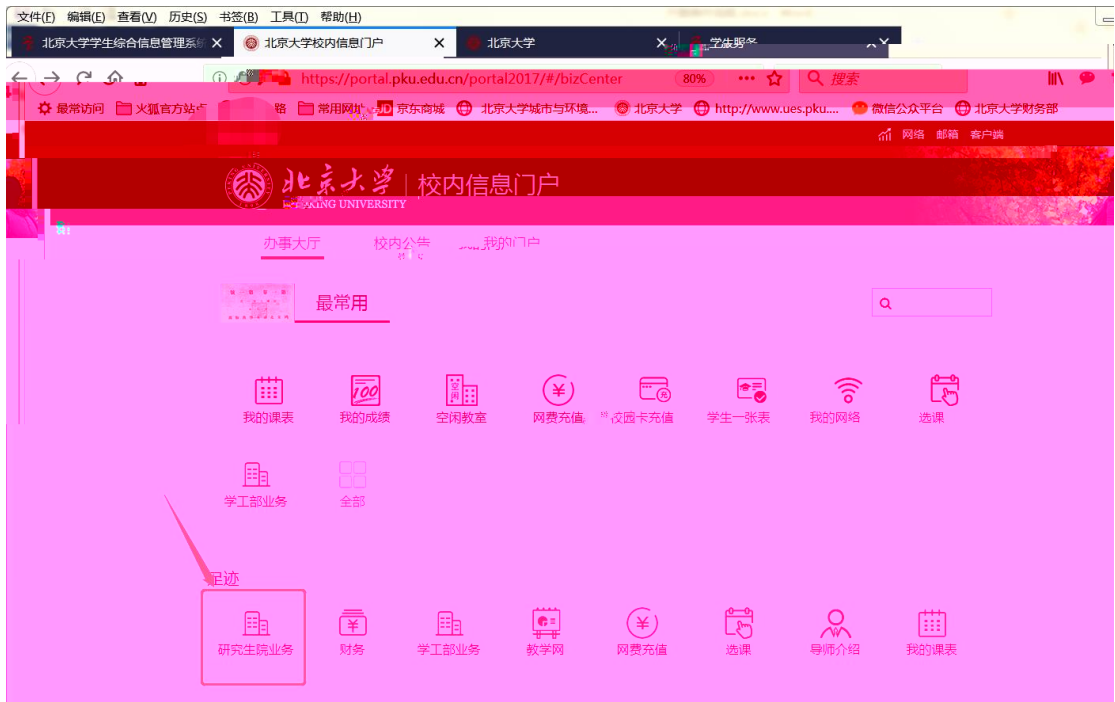 文件(F) 编辑(E) 查看(V) 历史(S) 书签(B) 工具(T) 帮助(H)
北京大学学生综合信息管理系统 × 北京大学校内信息门户 × 北京大学 ×
https://portal.pku.edu.cn/portal2017/#/bizCenter 80% 搜索
最常访问 火狐官方站点 常用网址 JD 京东商城 北京大学城市与环境... 北京大学 http://www.ues.pku.... 微信公众平台 北京大学财务部
网络 邮箱 客户端
北京大学 校内信息门户
PEKING UNIVERSITY
办事大厅 校内公告 我的门户
最常用
我的课表 我的成绩 空闲教室 网费充值 校园卡充值 学生一张表 我的网络 选课
学工部业务 全部
足迹
研究生院业务 财务 学工部业务 教学网 网费充值 选课 导师介绍 我的课表